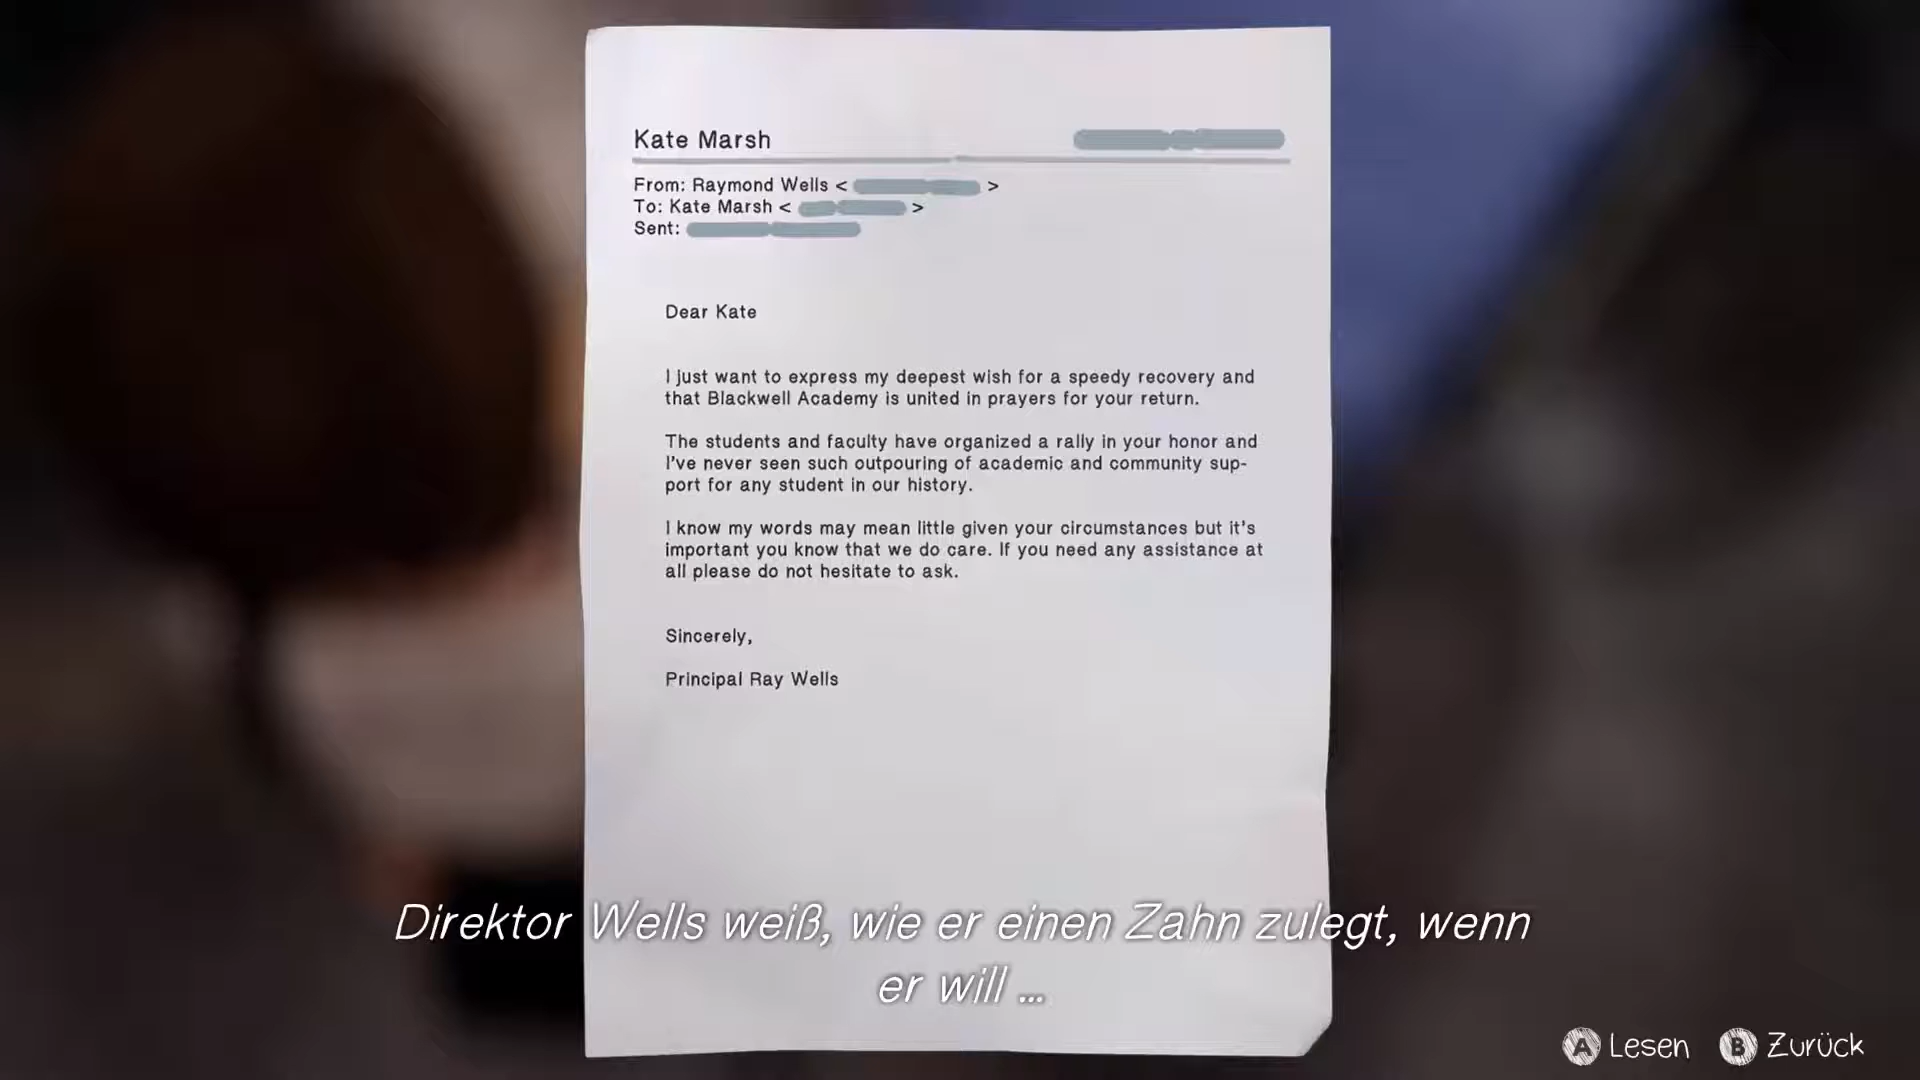 Kate Marsh
From: Raymond Wells < >
To: Kate Marsh < >
Sent:
Dear Kate
I just want to express my deepest wish for a speedy recovery and
that Blackwell Academy is united in prayers for your return.
The students and faculty have organized a rally in your honor and
I've never seen such outpouring of academic and community sup-
port for any student in our history.
I know my words may mean little given your circumstances but it's
important you know that we do care. If you need any assistance at
all please do not hesitate to ask.
Sincerely,
Principal Ray Wells
Direktor Wells weiß, wie er einen Zahn zulegt, wenn
er will ...
A Lesen B Zurück